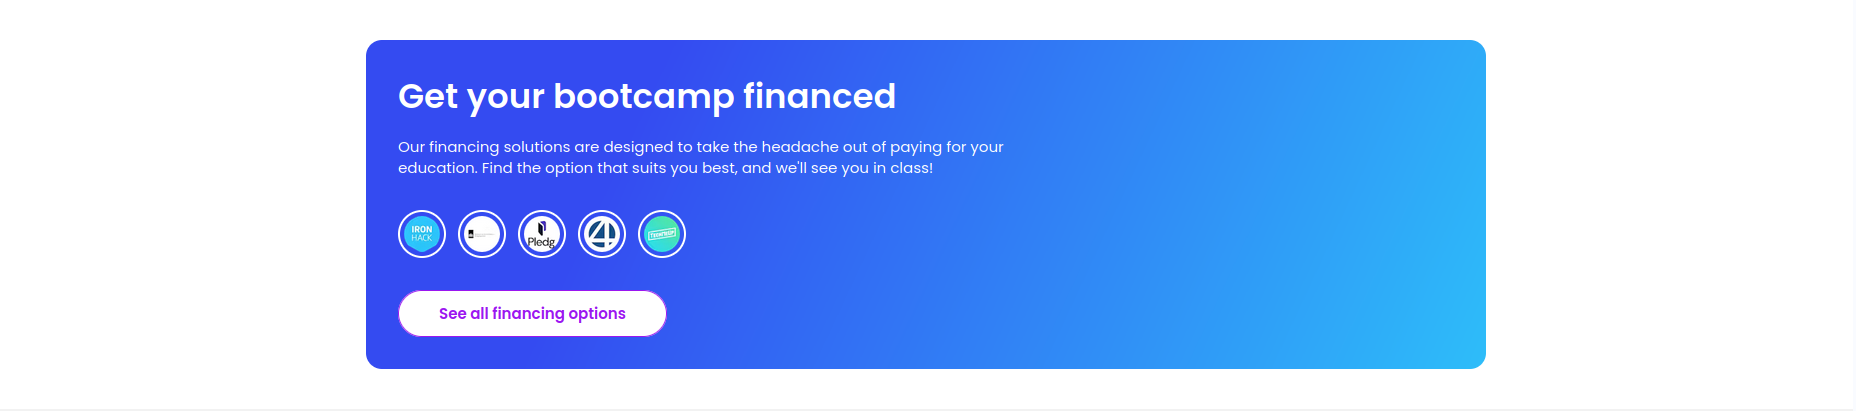 Get your bootcamp financed
Our financing solutions are designed to take the headache out of paying for your
education. Find the option that suits you best, and we'll see you in class!
IRON
HACK
Pledg
4
See all financing options